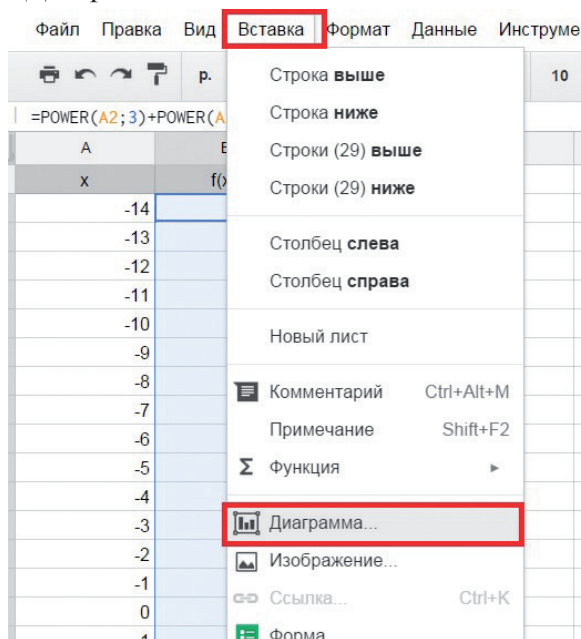 Файл Правка Вид Вставка Формат Данные Инструме
р. 10
=POWER(A2;3)+POWER(A
A
x f(x
-14
-13
-12
-11
-10
-9
-8
-7
-6
-5
-4
-3
-2
-1
0
Строка выше
Строка ниже
Строки (29) выше
Строки (29) ниже
Столбец слева
Столбец справа
Новый лист
Комментарий Ctrl+Alt+M
Примечание Shift+F2
Σ Функция ►
Диаграмма...
Изображение...
Ссылка... Ctrl+K
Форма